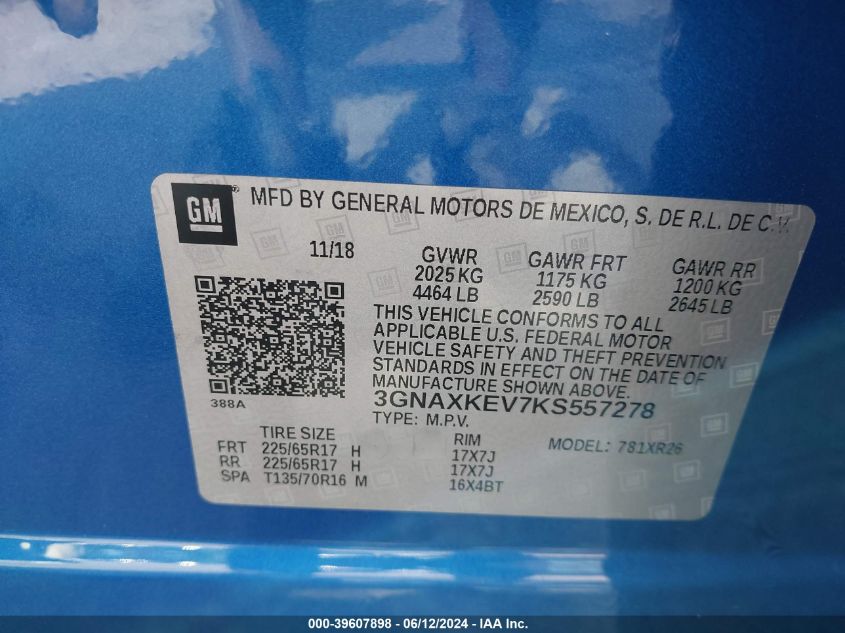 GM MFD BY GENERAL MOTORS DE MEXICO, S. DE R.L. DE C.V.
11/18 GVWR GAWR FRT GAWR RR
2025 KG 1175 KG 1200 KG
4464 LB 2590 LB 2645 LB
THIS VEHICLE CONFORMS TO ALL
APPLICABLE U.S. FEDERAL MOTOR
VEHICLE SAFETY AND THEFT PREVENTION
STANDARDS IN EFFECT ON THE DATE OF
MANUFACTURE SHOWN ABOVE.
388A 3GNAXKEV7KS557278
TYPE: M.P.V.
TIRE SIZE RIM MODEL: 781XR26
FRT 225/65R17 H 17X7J
RR 225/65R17 H 17X7J
SPA T135/70R16 M 16X4BT
000-39607898 - 06/12/2024 - IAA Inc.